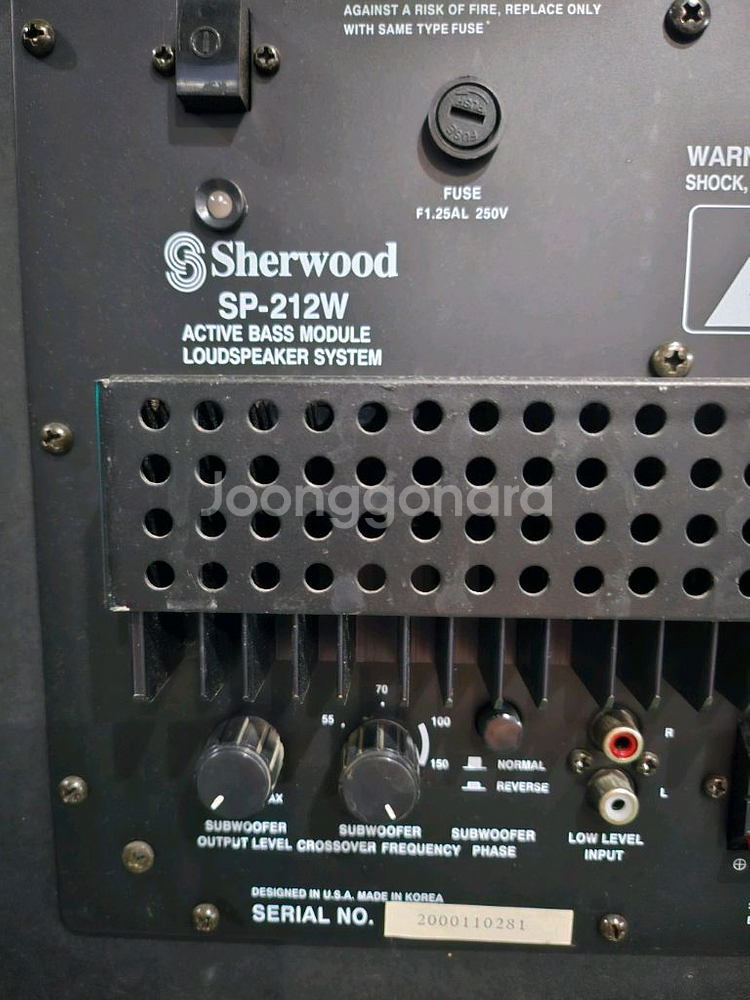 AGAINST A RISK OF FIRE, REPLACE ONLY
WITH SAME TYPE FUSE
FUSE
FUSE
FUSE
F1.25AL 250V
SHOCK,
Sherwood
SP-212W
ACTIVE BASS MODULE
LOUDSPEAKER SYSTEM
Joonggonara
70
55
100
150
NORMAL
REVERSE
R
L
SUBWOOFER
OUTPUT LEVEL
SUBWOOFER
CROSSOVER FREQUENCY
SUBWOOFER
PHASE
LOW LEVEL
INPUT
DESIGNED IN U.S.A. MADE IN KOREA
SERIAL NO. 2000110281